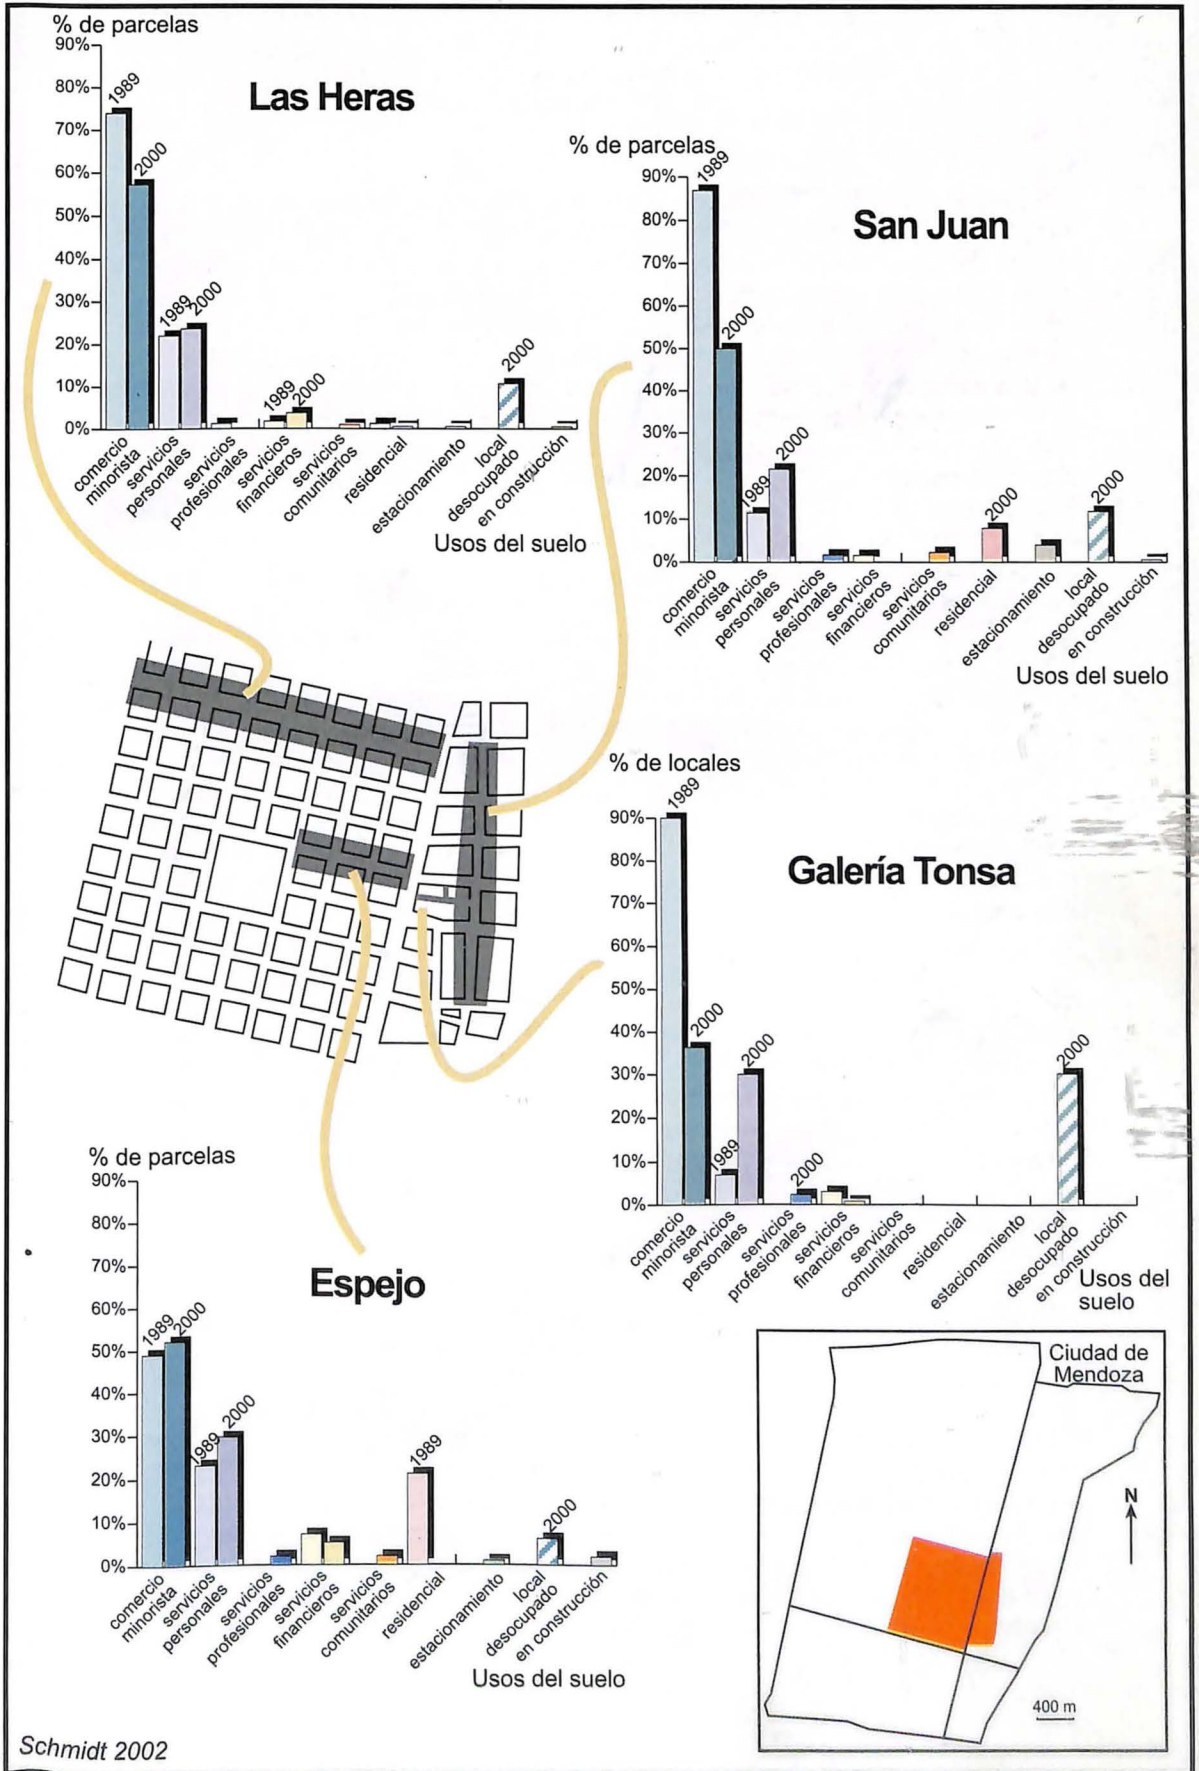 % de parcelas
Las Heras
90%
80%
70%
60%
50%
40%
30%
20%
10%
0%
1989
2000
1989
2000
1989
2000
2000
comercio
minorista
servicios
personales
servicios
profesionales
servicios
financieros
servicios
comunitarios
residencial
estacionamiento
local
desocupado
en construcción
Usos del suelo
% de parcelas
San Juan
90%
80%
70%
60%
50%
40%
30%
20%
10%
0%
1989
2000
1989
2000
2000
2000
comercio
minorista
servicios
personales
servicios
profesionales
servicios
financieros
servicios
comunitarios
residencial
estacionamiento
local
desocupado
en construcción
Usos del suelo
% de locales
Galería Tonsa
90%
80%
70%
60%
50%
40%
30%
20%
10%
0%
1989
2000
1989
2000
2000
2000
comercio
minorista
servicios
personales
servicios
profesionales
servicios
financieros
servicios
comunitarios
residencial
estacionamiento
local
desocupado
en construcción
Usos del
suelo
% de parcelas
Espejo
90%
80%
70%
60%
50%
40%
30%
20%
10%
0%
1989
2000
1989
2000
1989
2000
comercio
minorista
servicios
personales
servicios
profesionales
servicios
financieros
servicios
comunitarios
residencial
estacionamiento
local
desocupado
en construcción
Usos del suelo
Ciudad de
Mendoza
N
400 m
Schmidt 2002